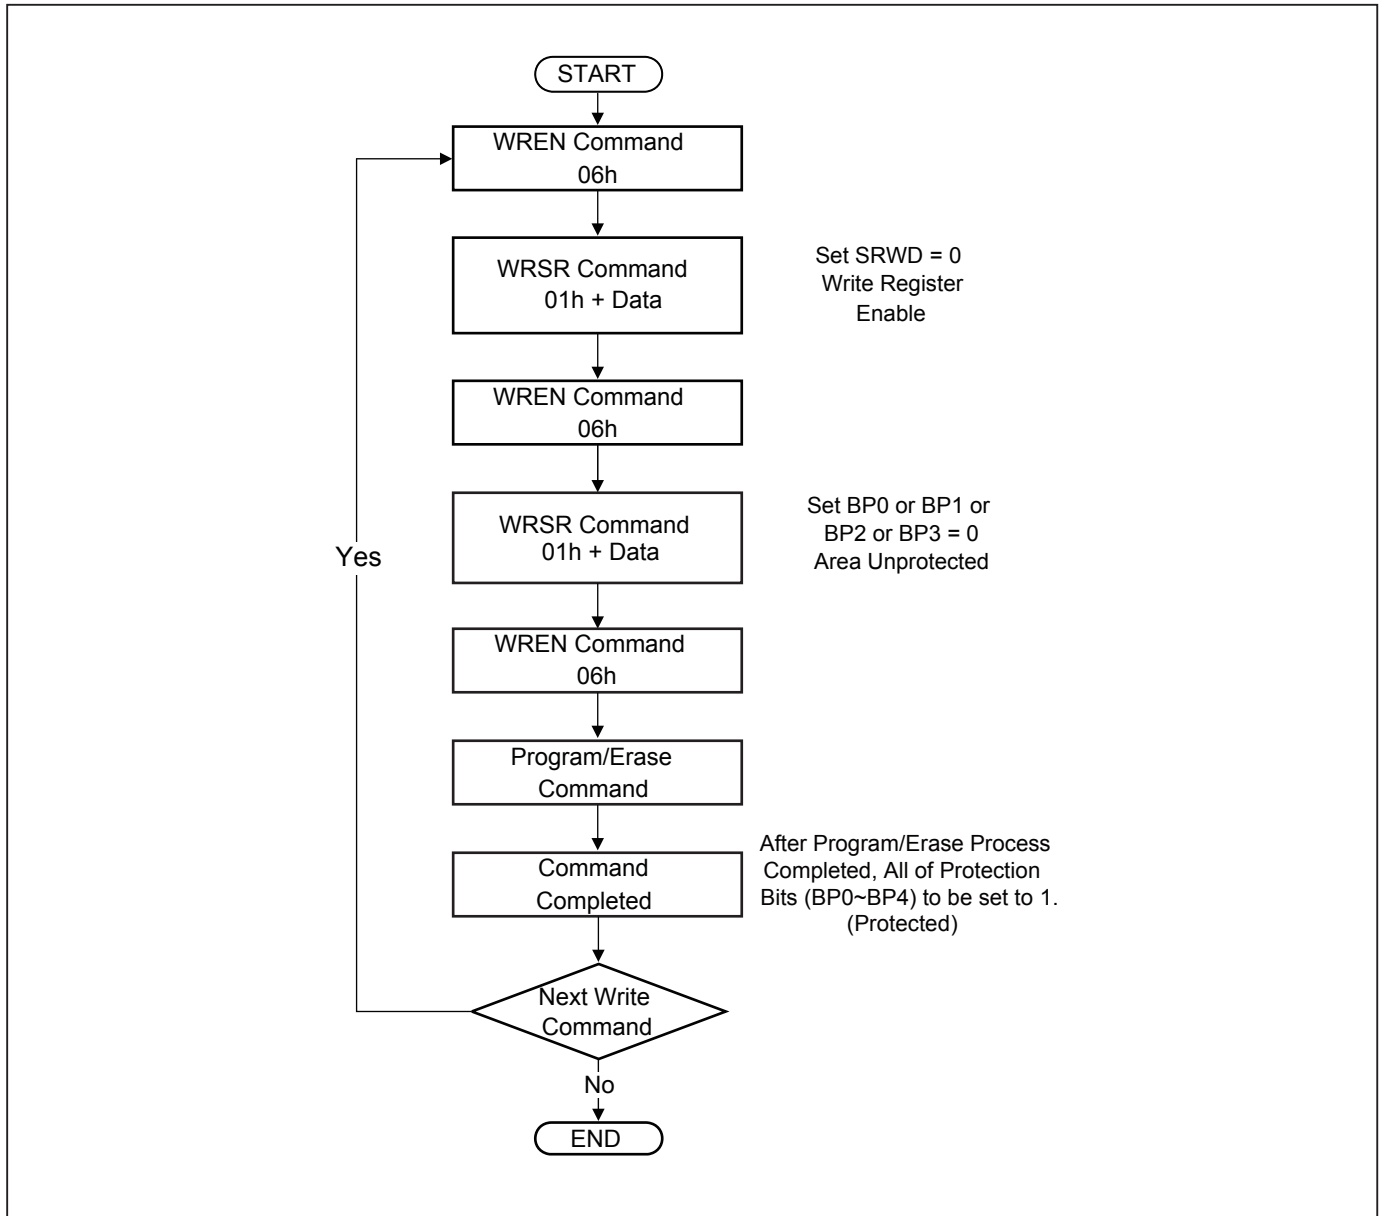 START
WREN Command
06h
WRSR Command
01h + Data
Set SRWD = 0
Write Register
Enable
WREN Command
06h
WRSR Command
01h + Data
Set BP0 or BP1 or
BP2 or BP3 = 0
Area Unprotected
Yes
WREN Command
06h
Program/Erase
Command
Command
Completed
After Program/Erase Process
Completed, All of Protection
Bits (BP0~BP4) to be set to 1.
(Protected)
Next Write
Command
No
END